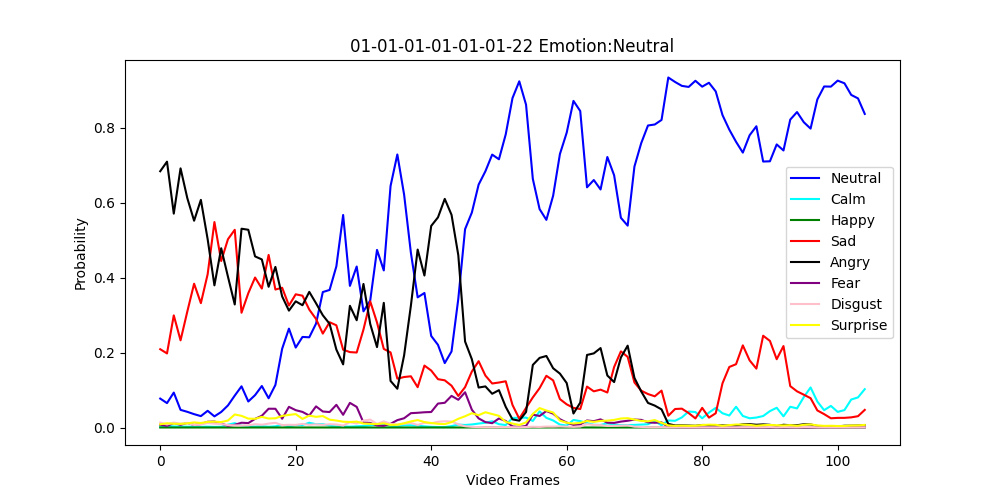 01-01-01-01-01-01-22 Emotion:Neutral
Probability
0.8
0.6
0.4
0.2
0.0
Neutral
Calm
Happy
Sad
Angry
Fear
Disgust
Surprise
0 20 40 60 80 100
Video Frames